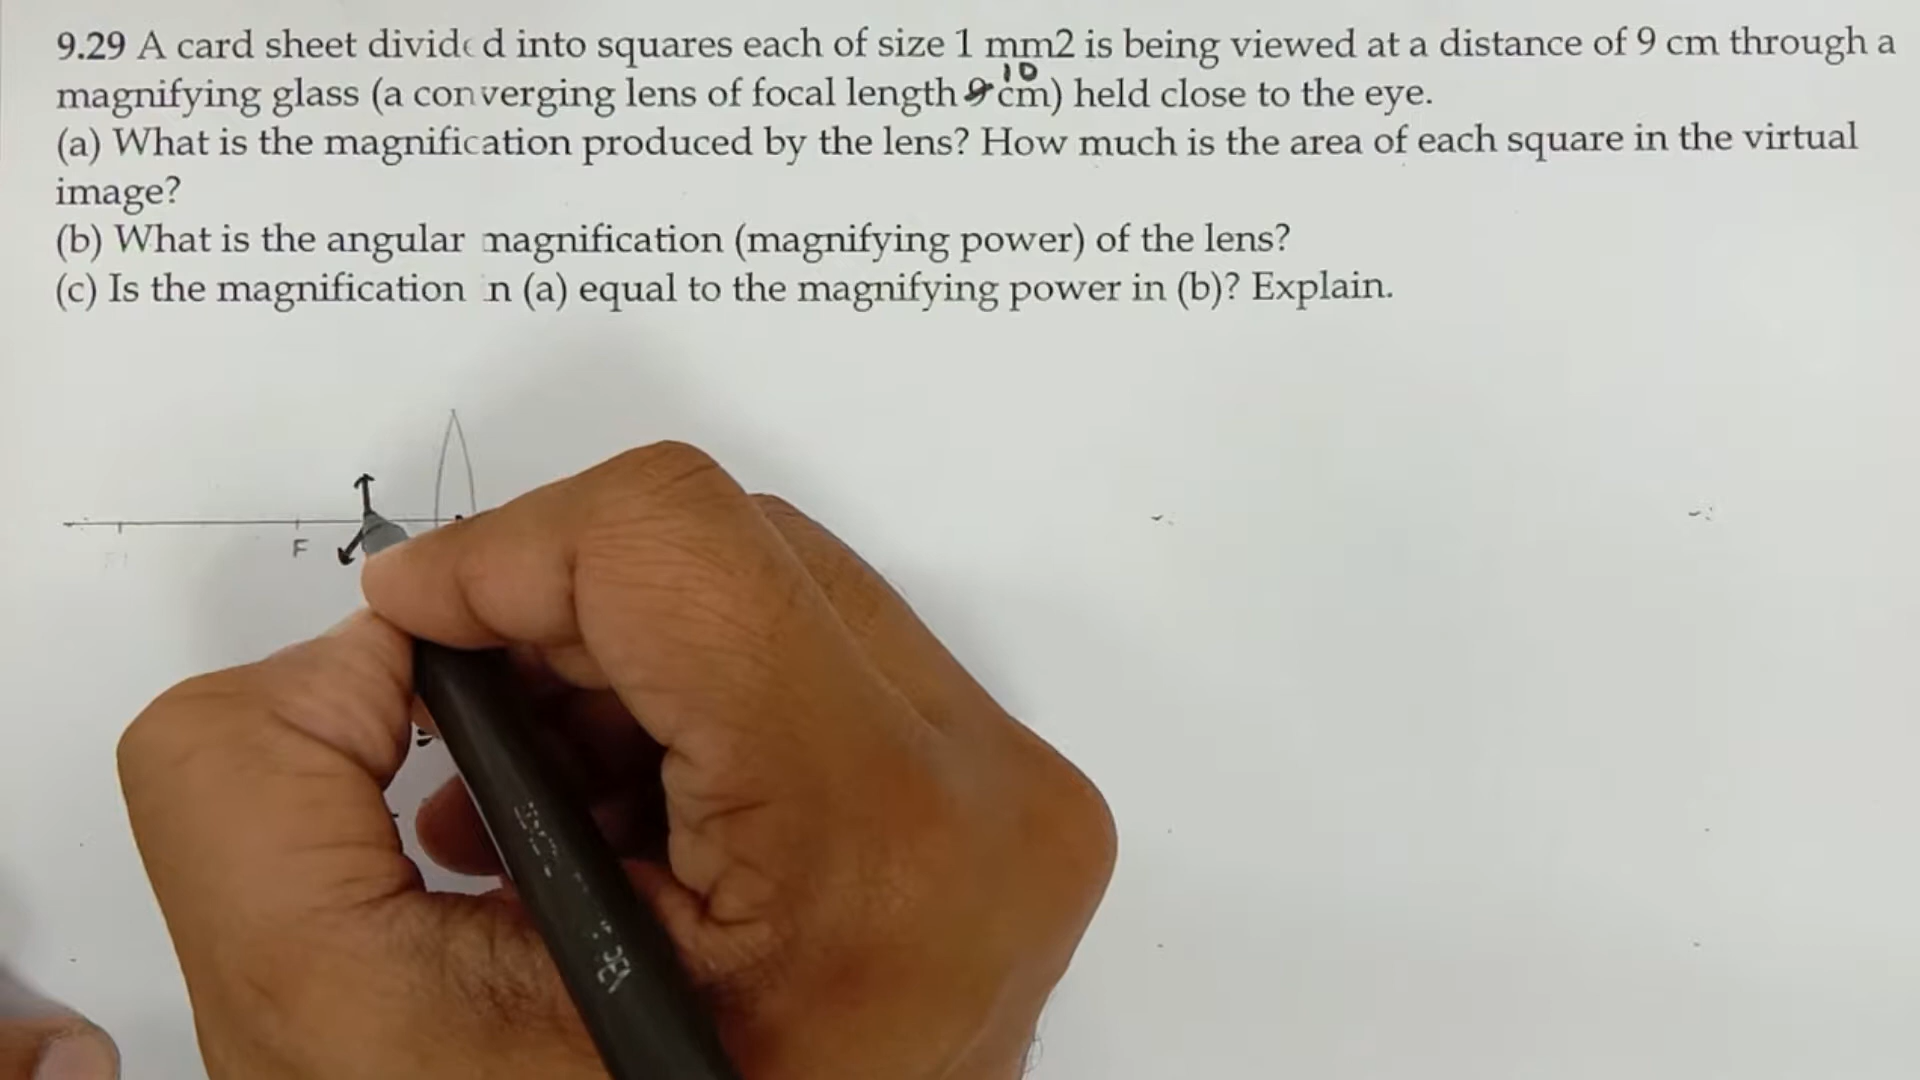 9.29 A card sheet divided into squares each of size 1 mm2 is being viewed at a distance of 9 cm through a
10
magnifying glass (a converging lens of focal length 9 cm) held close to the eye.
(a) What is the magnification produced by the lens? How much is the area of each square in the virtual
image?
(b) What is the angular magnification (magnifying power) of the lens?
(c) Is the magnification in (a) equal to the magnifying power in (b)? Explain.
F